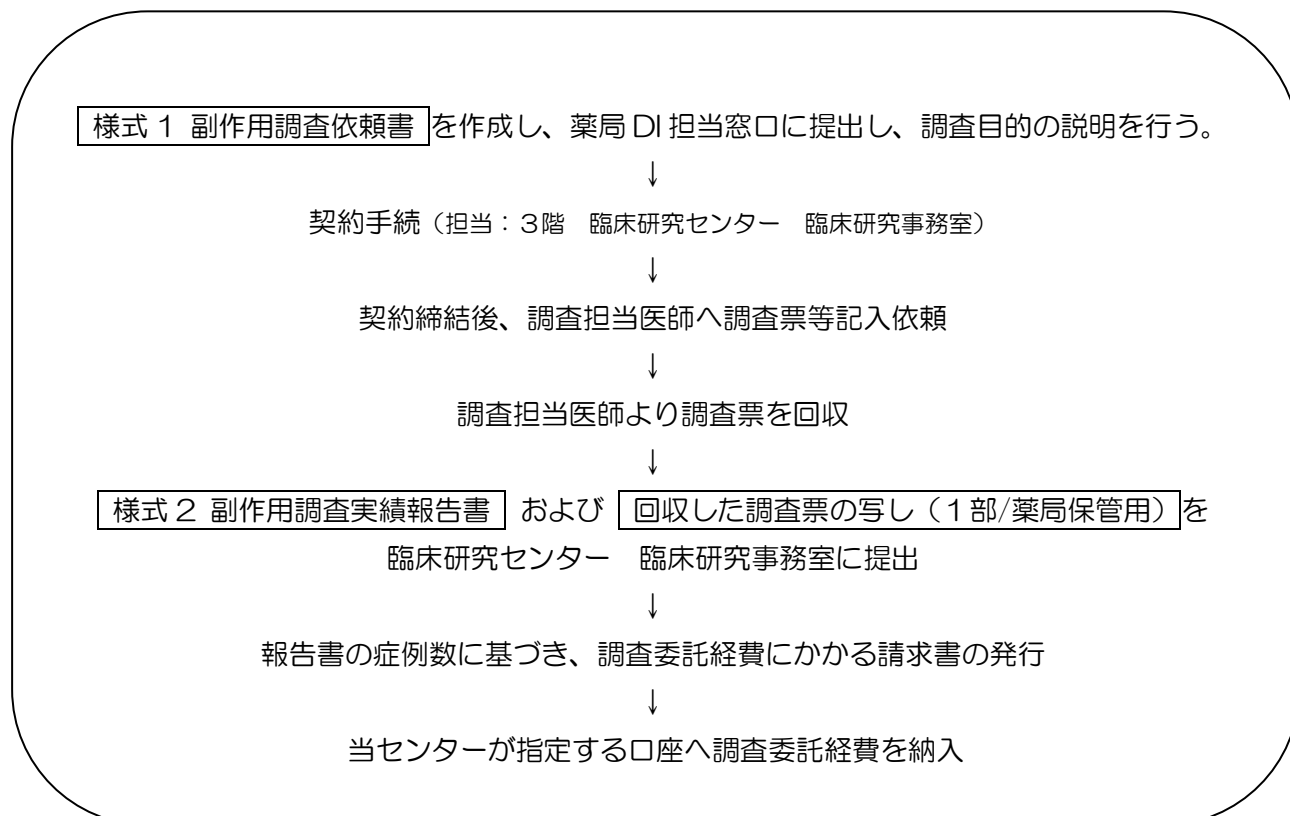 様式１ 副作用調査依頼書 を作成し、薬局 DI 担当窓口に提出し、調査目的の説明を行う。
↓
契約手続（担当：３階　臨床研究センター　臨床研究事務室）
↓
契約締結後、調査担当医師へ調査票等記入依頼
↓
調査担当医師より調査票を回収
↓
様式２ 副作用調査実績報告書 および 回収した調査票の写し（１部/薬局保管用） を
臨床研究センター　臨床研究事務室に提出
↓
報告書の症例数に基づき、調査委託経費にかかる請求書の発行
↓
当センターが指定する口座へ調査委託経費を納入